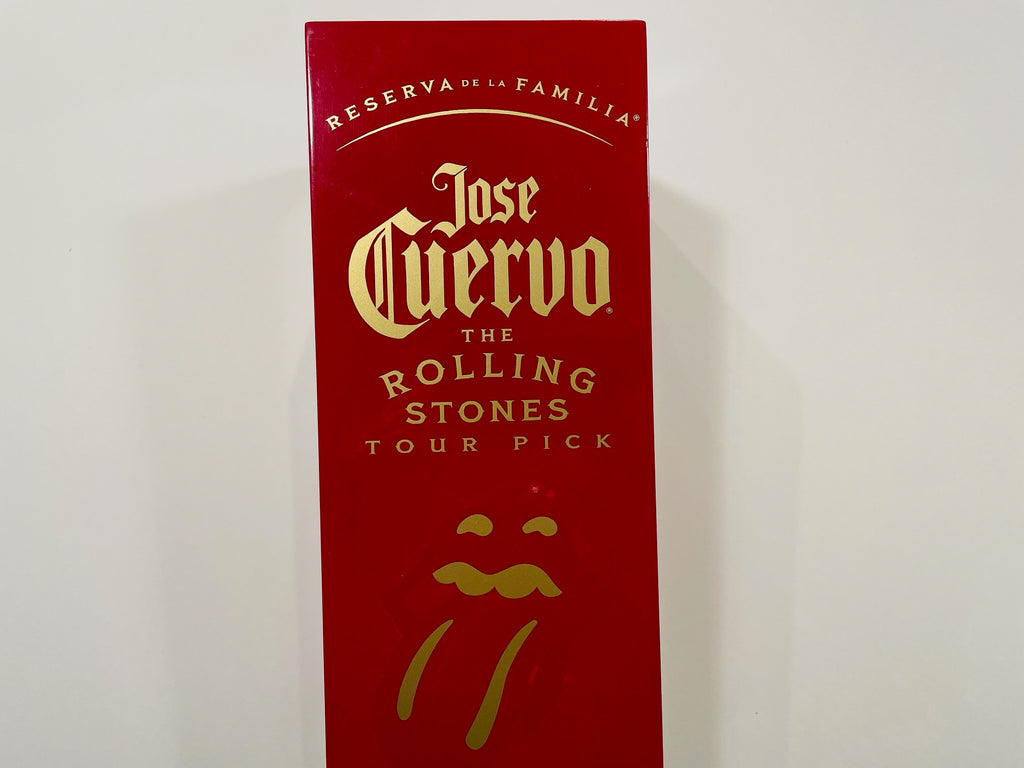 RESERVA DE LA FAMILIA®
Jose
Cuervo®
THE
ROLLING
STONES
TOUR PICK